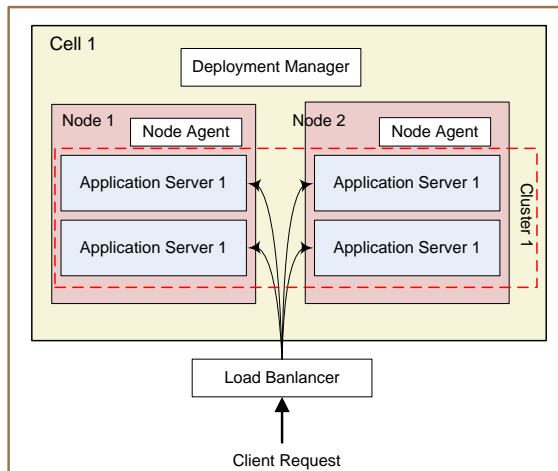 Cell 1
Deployment Manager
Node 1
Node Agent
Node 2
Node Agent
Application Server 1
Application Server 1
Application Server 1
Application Server 1
Cluster 1
Load Banlancer
Client Request